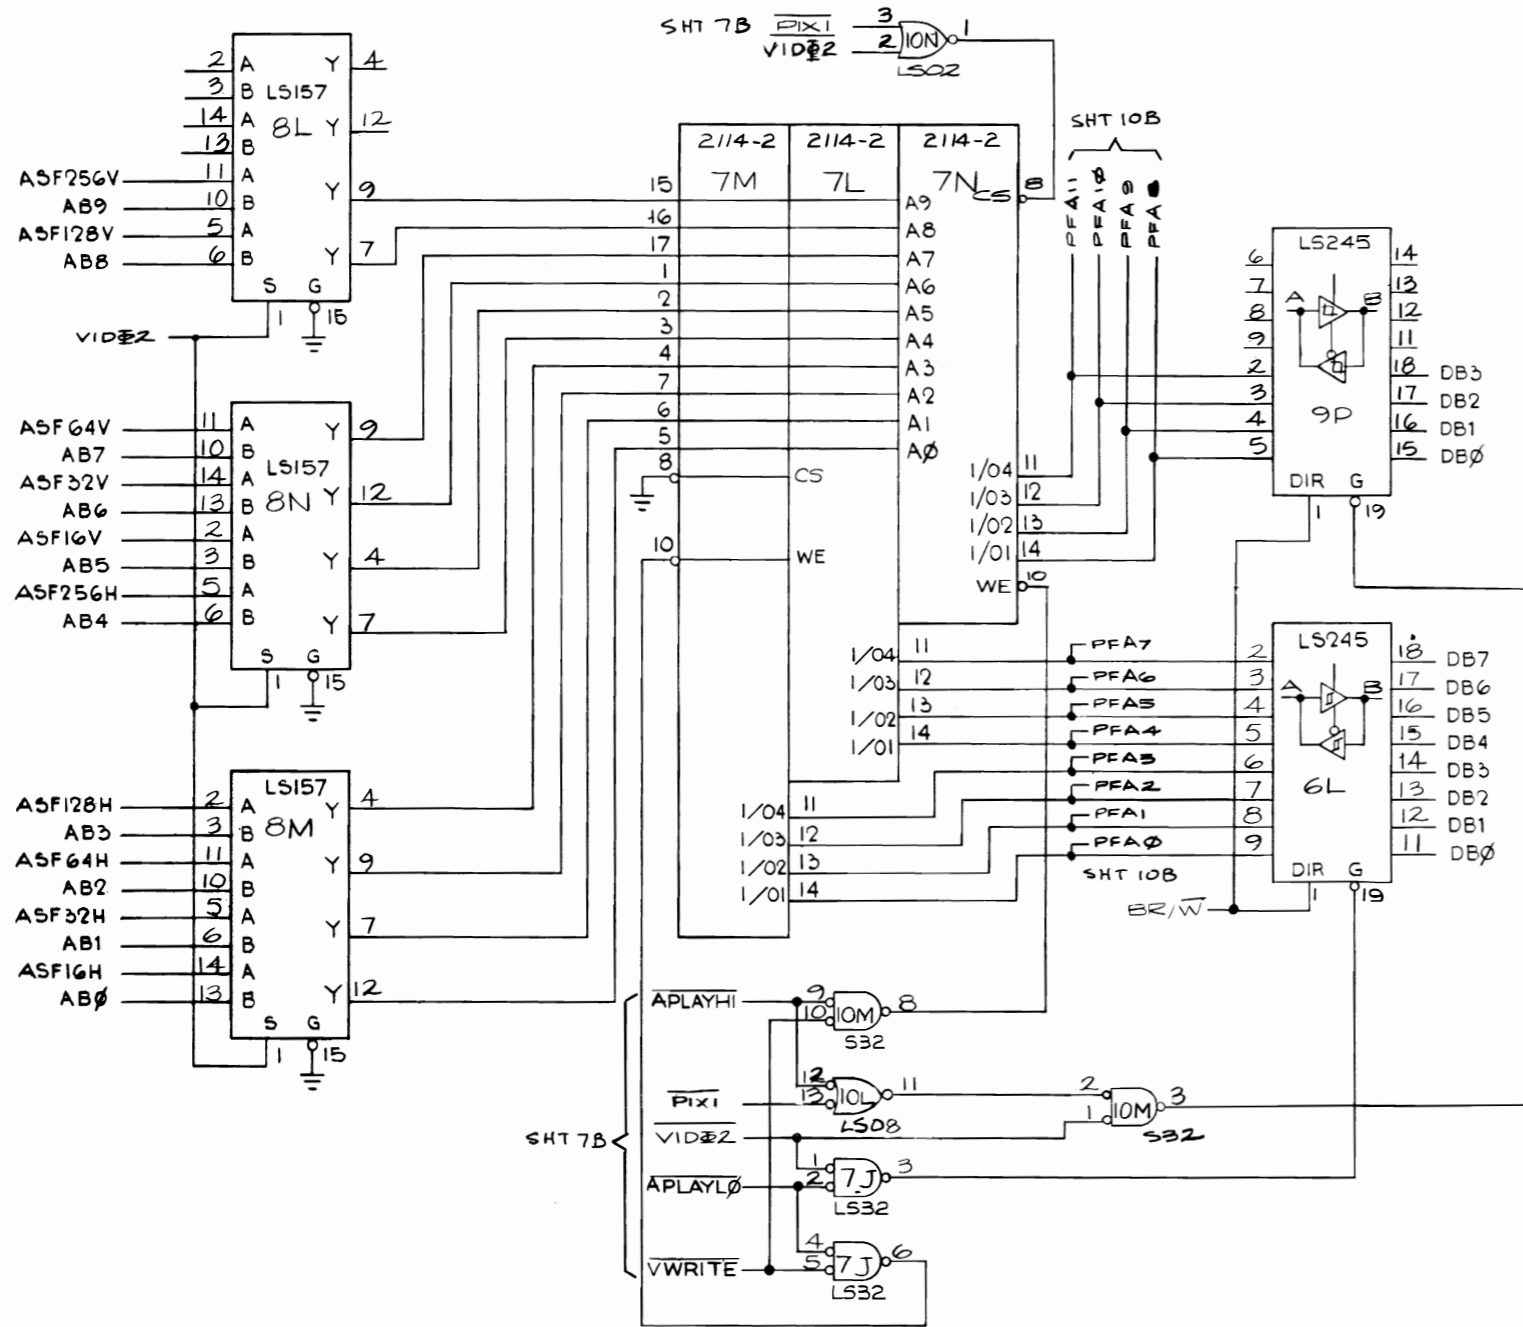 SHT 7B PIX1 3 1
VIDΦ2 2 10N
LS02
2 A Y 4
3 B LS157
14 A 8L Y 12
13 B
ASF256V 11 A Y 9
AB9 10 B
ASF128V 5 A
AB8 6 B Y 7
S G
1 15
VIDΦ2
ASF64V 11 A Y 9
AB7 10 B
ASF32V 14 A LS157
AB6 13 B 8N Y 12
ASF16V 2 A
AB5 3 B Y 4
ASF256H 5 A
AB4 6 B Y 7
S G
1 15
LS157
ASF128H 2 A Y 4
AB3 3 B 8M
ASF64H 11 A Y 9
AB2 10 B
ASF32H 5 A
AB1 6 B Y 7
ASF16H 14 A
ABØ 13 B Y 12
S G
1 15
2114-2 2114-2 2114-2
7M 7L 7N
CS 8
15 A9
16 A8
17 A7
1 A6
2 A5
3 A4
4 A3
7 A2
6 A1
5 AØ
8 CS
10 WE
I/O4 11
I/O3 12
I/O2 13
I/O1 14
WE 10
I/O4 11
I/O3 12
I/O2 13
I/O1 14
I/O4 11
I/O3 12
I/O2 13
I/O1 14
SHT 10B
PFA11
PFA1Ø
PFA9
PFA8
LS245
6 14
7 A B 13
8 12
9 11
2 18 DB3
3 9P 17 DB2
4 16 DB1
5 15 DBØ
DIR G
1 19
LS245
PFA7 2 18 DB7
PFA6 3 A B 17 DB6
PFA5 4 16 DB5
PFA4 5 15 DB4
PFA3 6 14 DB3
PFA2 7 6L 13 DB2
PFA1 8 12 DB1
PFAØ 9 11 DBØ
SHT 10B DIR G
BR/W 1 19
APLAYHI 9 10M 8
10 S32
12 10L 11
PIX1 13 LS08
2 10M 3
1 S32
SHT 7B
VIDΦ2
1 7J 3
APLAYLØ 2 LS32
4 7J 6
VWRITE 5 LS32